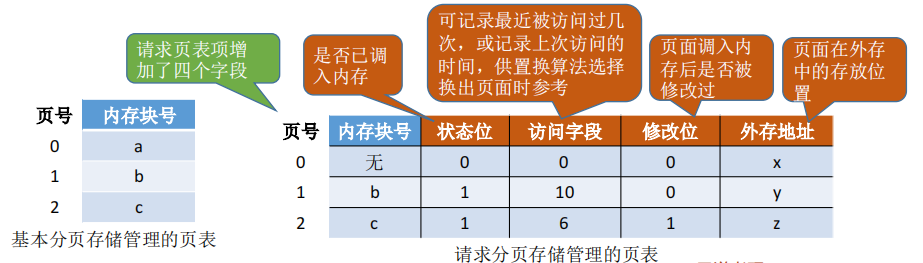 请求页表项增
加了四个字段
是否已调
入内存
可记录最近被访问过几
次，或记录上次访问的
时间，供置换算法选择
换出页面时参考
页面调入内
存后是否被
修改过
页面在外存
中的存放位
置
页号 内存块号
0 a
1 b
2 c
基本分页存储管理的页表
页号 内存块号 状态位 访问字段 修改位 外存地址
0 无 0 0 0 x
1 b 1 10 0 y
2 c 1 6 1 z
请求分页存储管理的页表